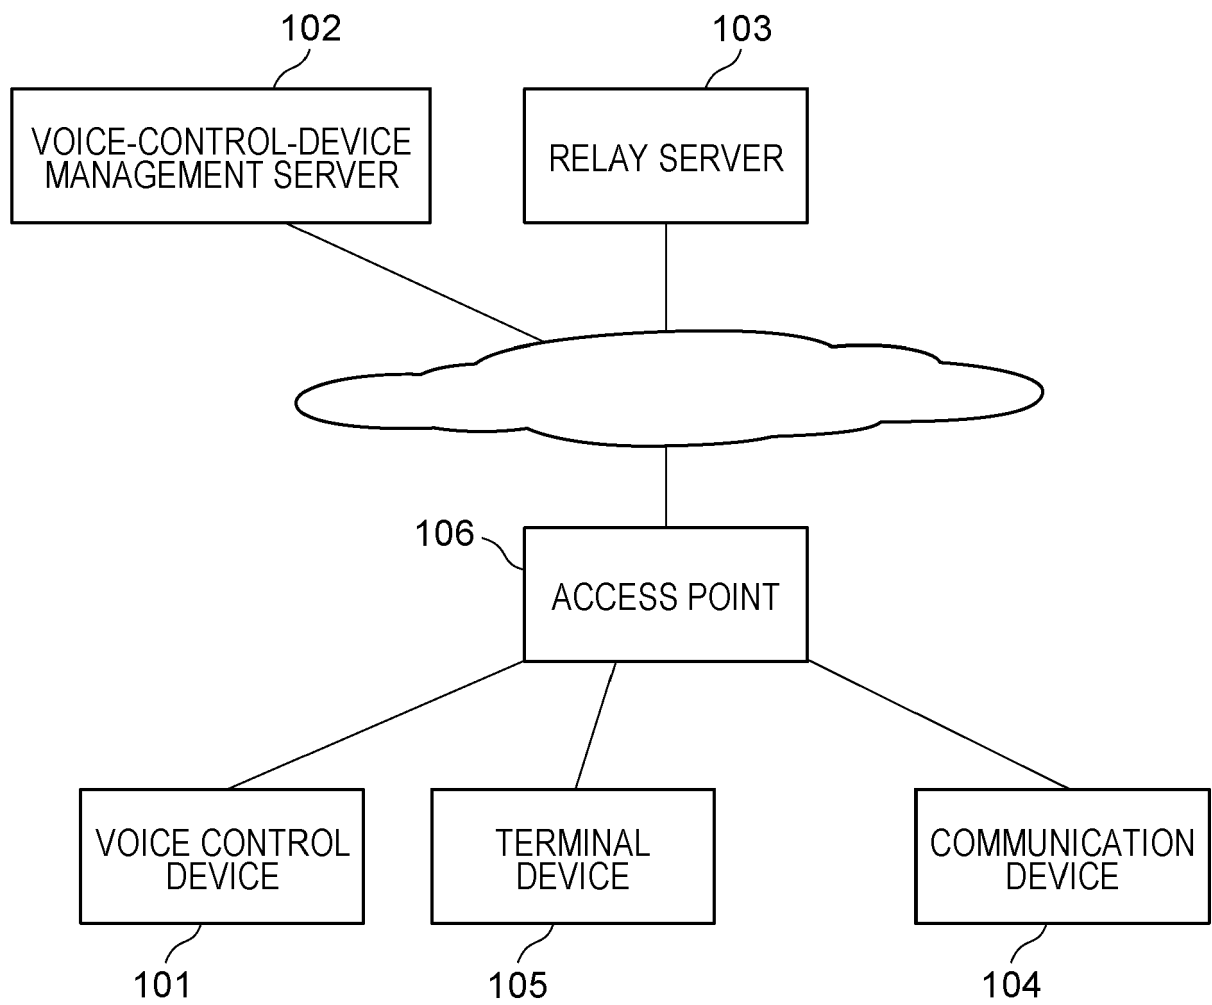 102
103
VOICE-CONTROL-DEVICE
MANAGEMENT SERVER
RELAY SERVER
106
ACCESS POINT
VOICE CONTROL
DEVICE
TERMINAL
DEVICE
COMMUNICATION
DEVICE
101
105
104